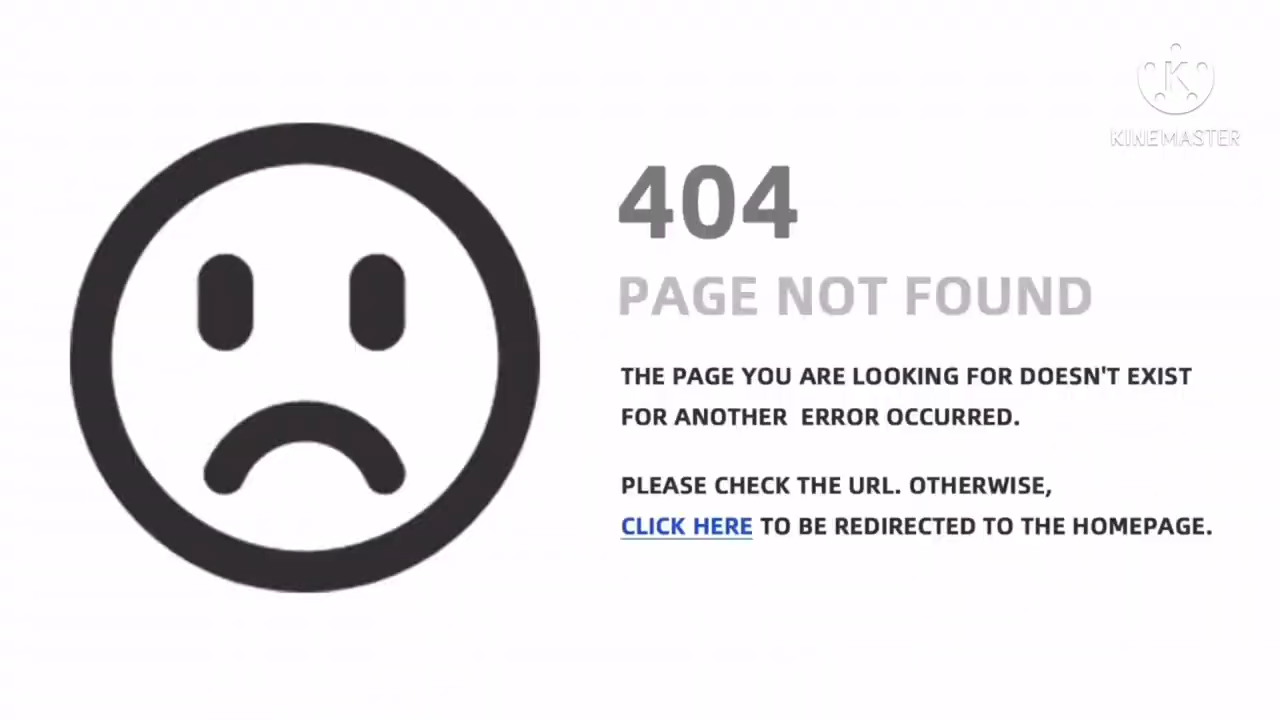 KINEMASTER
404
PAGE NOT FOUND
THE PAGE YOU ARE LOOKING FOR DOESN'T EXIST
FOR ANOTHER  ERROR OCCURRED.
PLEASE CHECK THE URL. OTHERWISE,
CLICK HERE TO BE REDIRECTED TO THE HOMEPAGE.